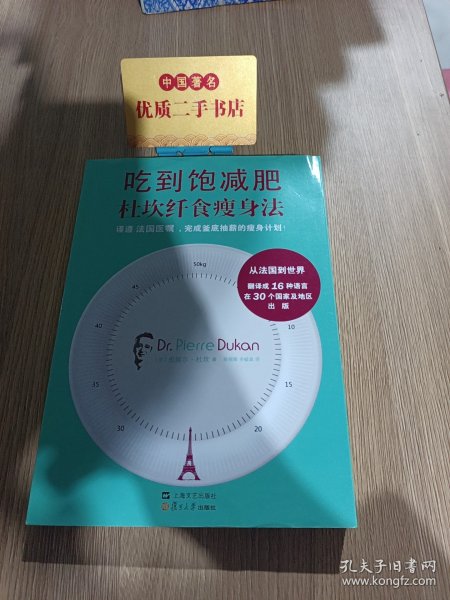 中国著名
优质二手书店
吃到饱减肥
杜坎纤食瘦身法
谨遵法国医嘱，完成釜底抽薪的瘦身计划！
从法国到世界
翻译成16种语言
在30个国家及地区
出版
50kg
45
40
35
30
10
15
20
Dr. Pierre Dukan
上海文艺出版社
复旦大学出版社
孔夫子旧书网
www.kongfz.com